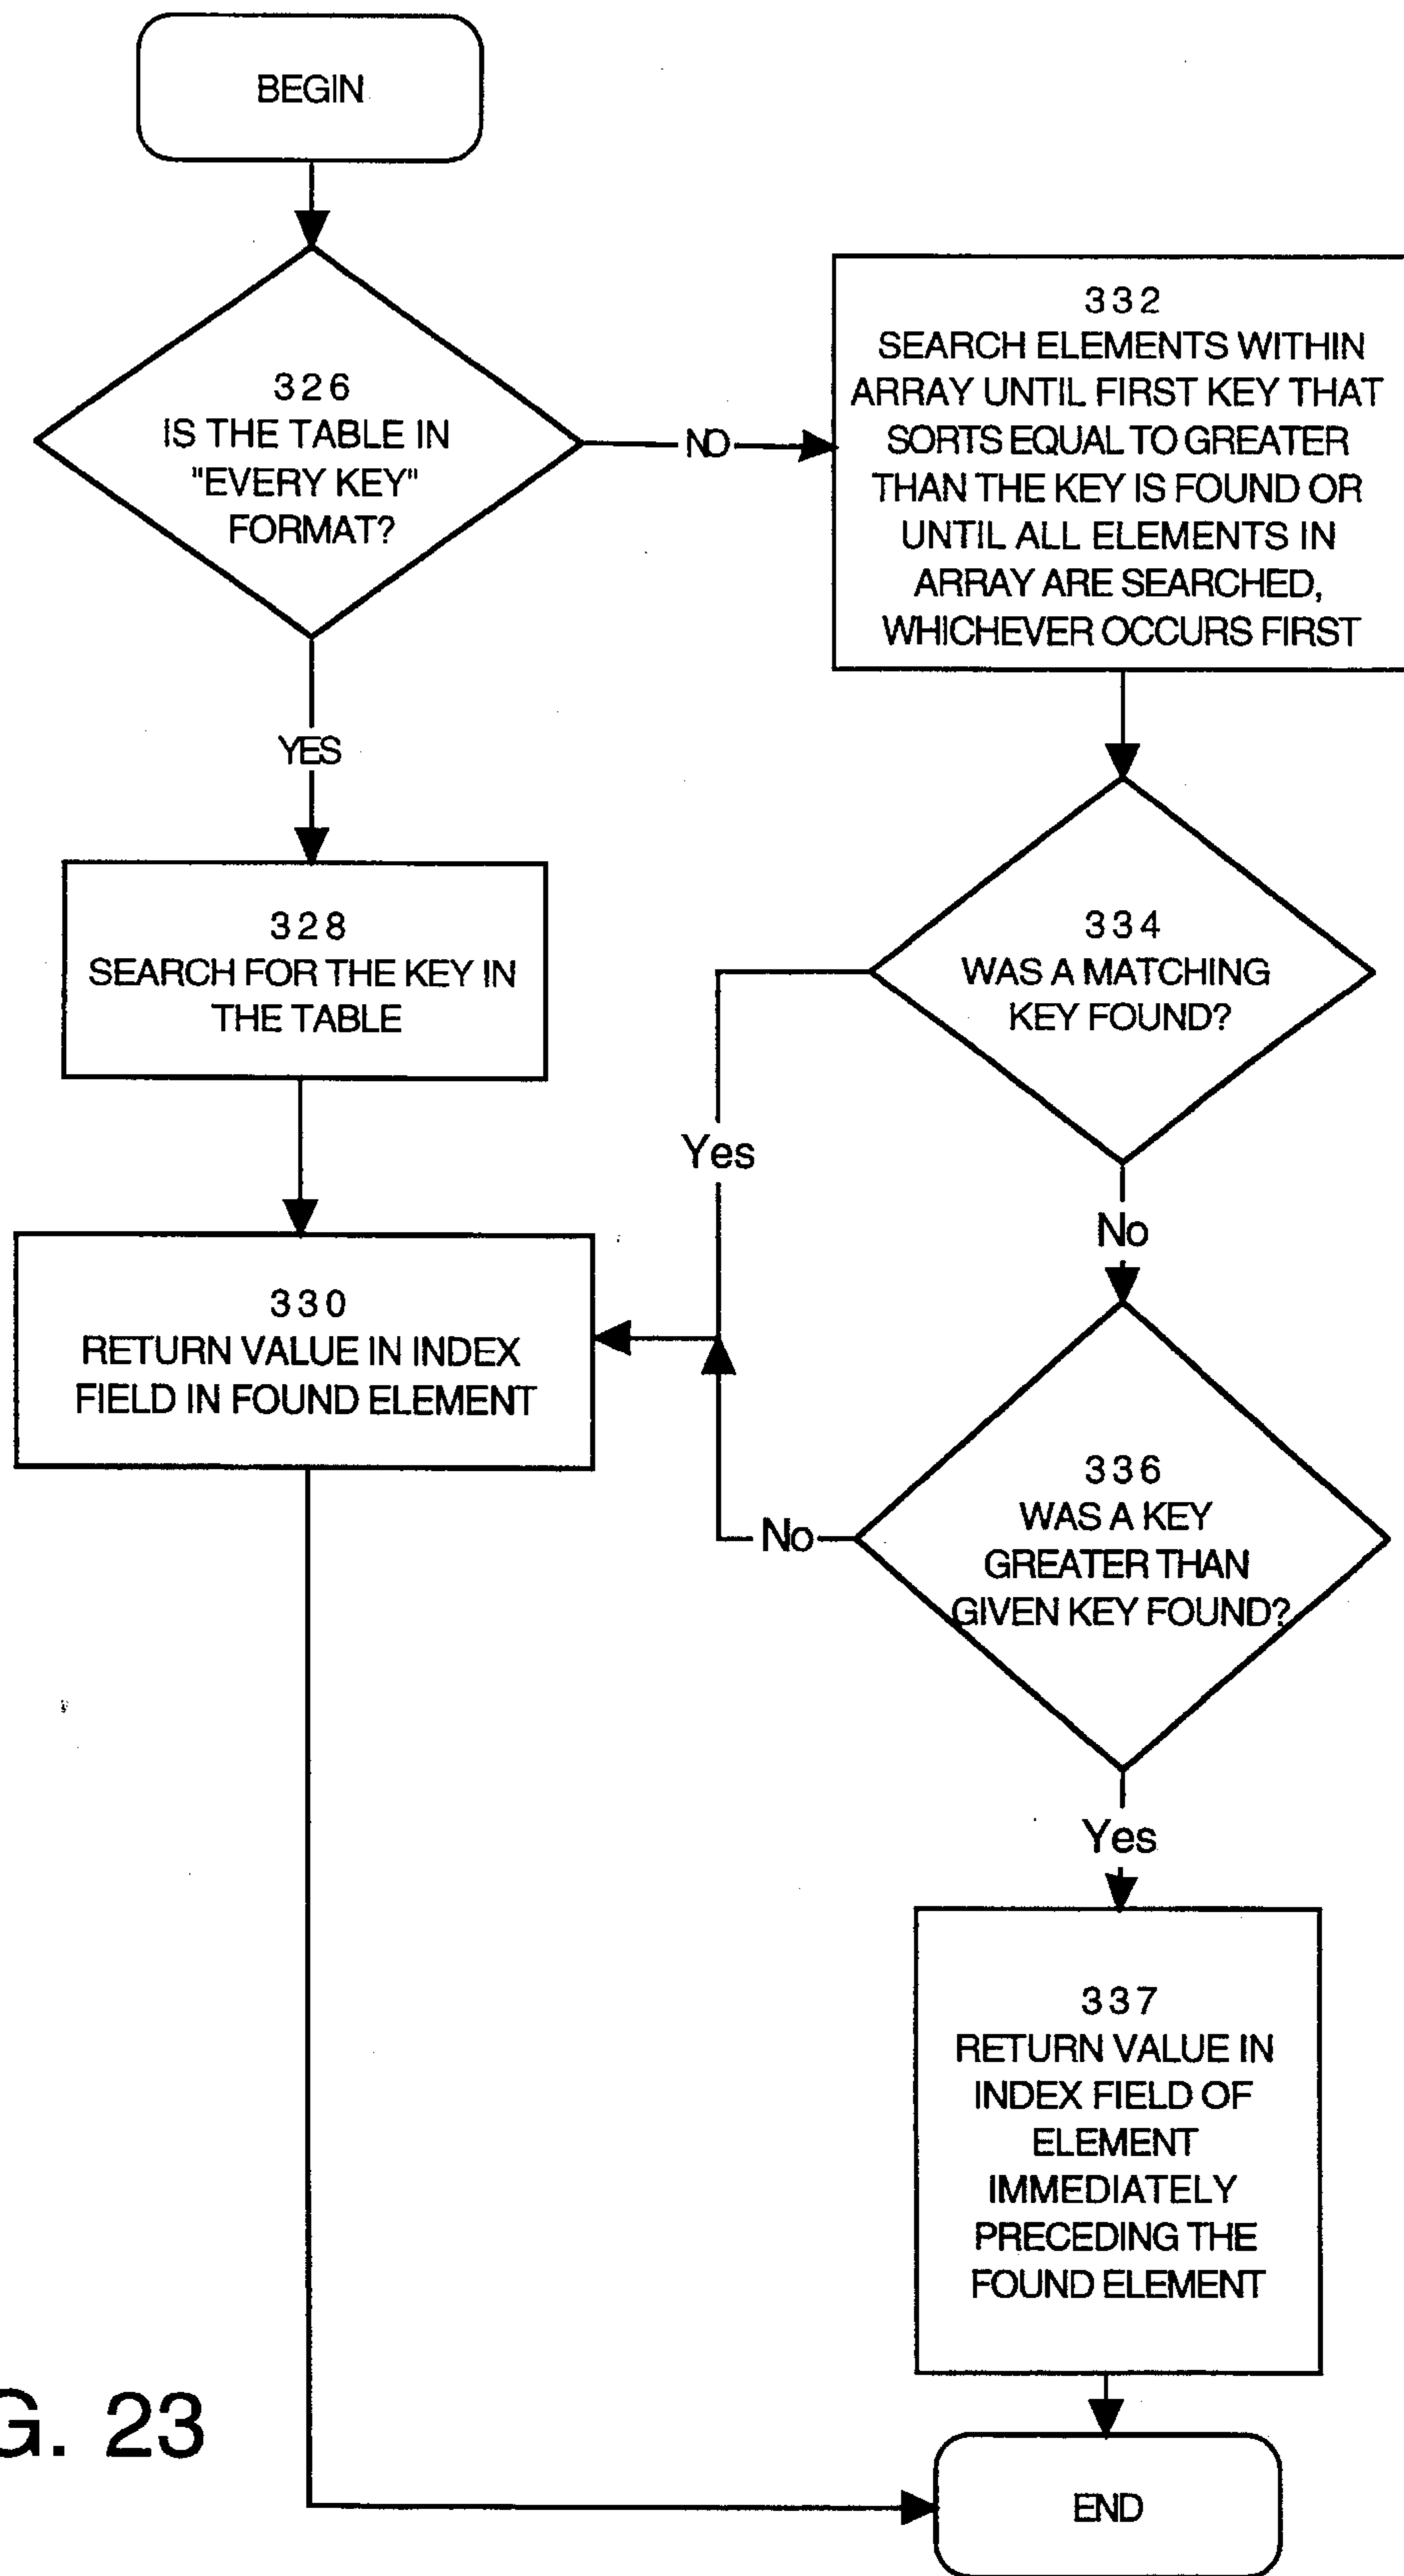 BEGIN
326
IS THE TABLE IN
"EVERY KEY"
FORMAT?
NO
332
SEARCH ELEMENTS WITHIN
ARRAY UNTIL FIRST KEY THAT
SORTS EQUAL TO GREATER
THAN THE KEY IS FOUND OR
UNTIL ALL ELEMENTS IN
ARRAY ARE SEARCHED,
WHICHEVER OCCURS FIRST
YES
328
SEARCH FOR THE KEY IN
THE TABLE
334
WAS A MATCHING
KEY FOUND?
Yes
No
330
RETURN VALUE IN INDEX
FIELD IN FOUND ELEMENT
336
WAS A KEY
GREATER THAN
GIVEN KEY FOUND?
No
Yes
337
RETURN VALUE IN
INDEX FIELD OF
ELEMENT
IMMEDIATELY
PRECEDING THE
FOUND ELEMENT
G. 23
END